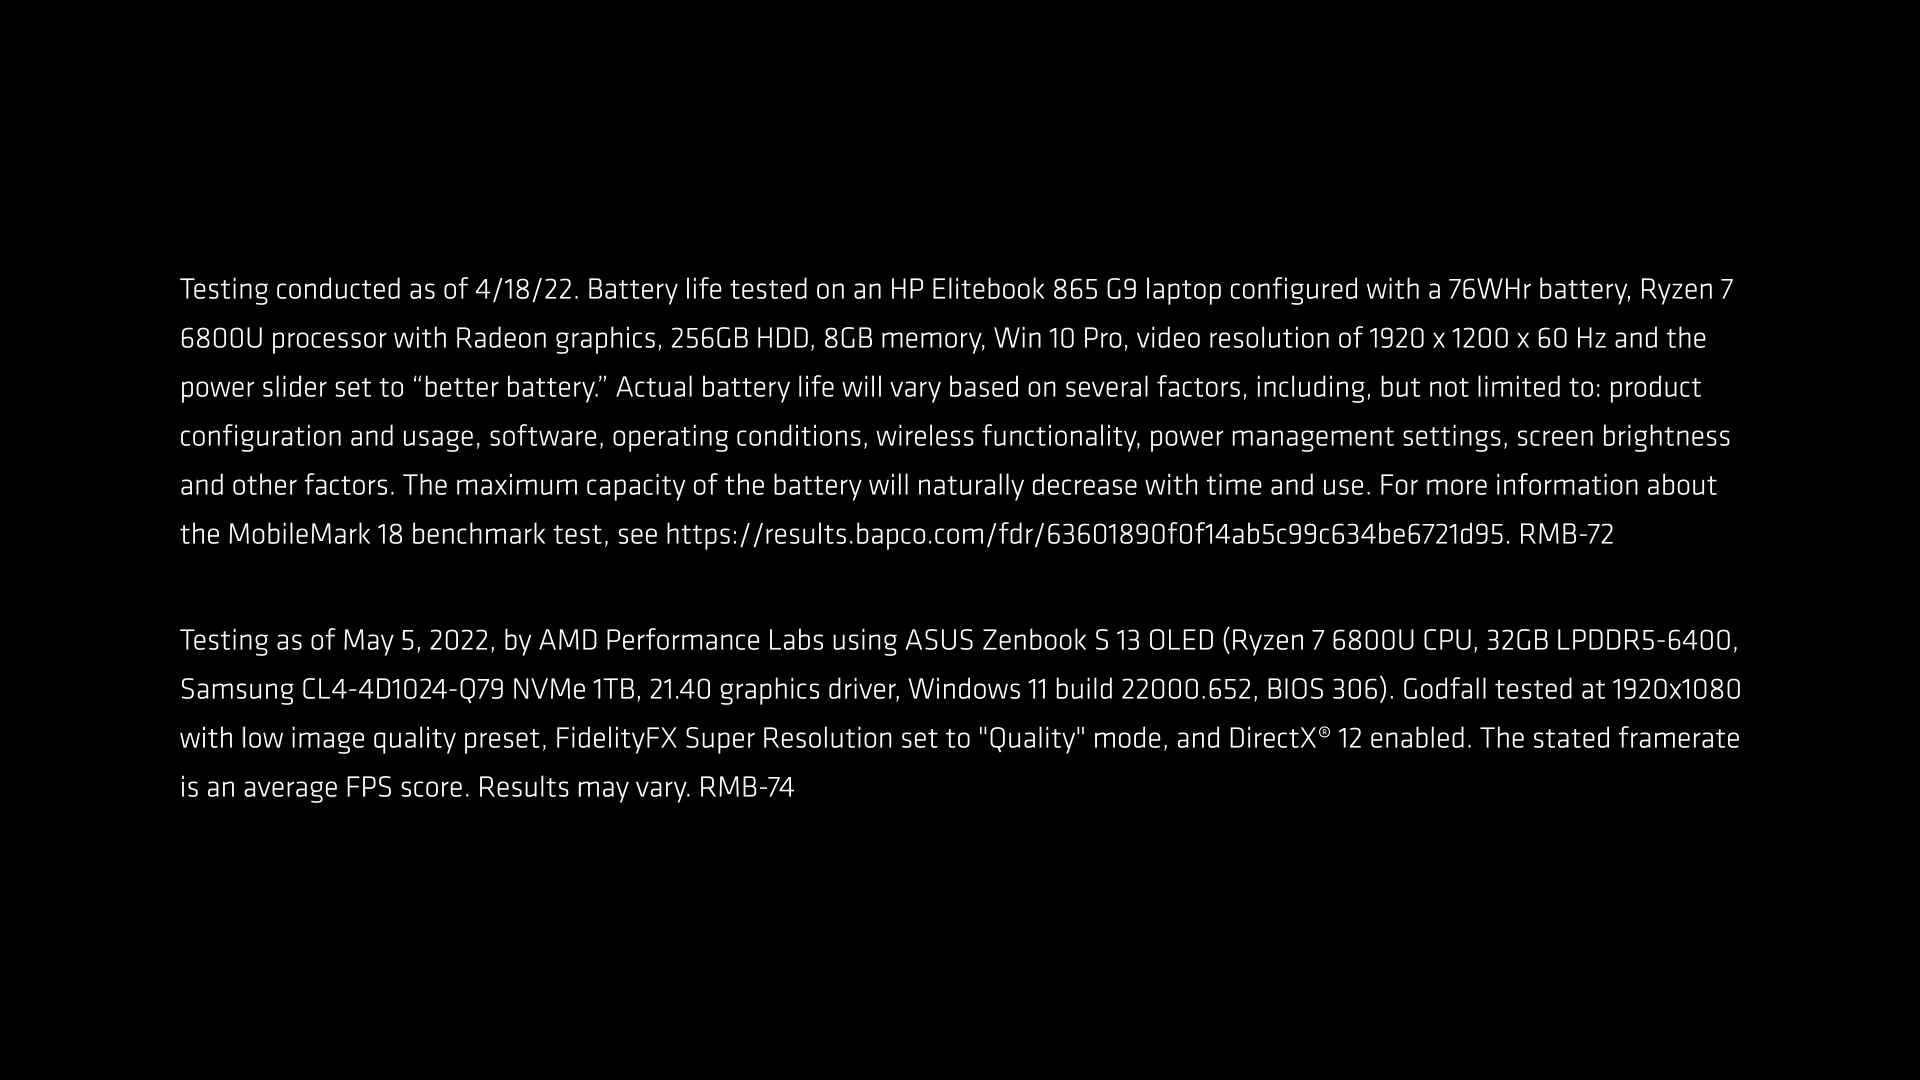 Testing conducted as of 4/18/22. Battery life tested on an HP Elitebook 865 G9 laptop configured with a 76WHr battery, Ryzen 7
6800U processor with Radeon graphics, 256GB HDD, 8GB memory, Win 10 Pro, video resolution of 1920 x 1200 x 60 Hz and the
power slider set to “better battery.” Actual battery life will vary based on several factors, including, but not limited to: product
configuration and usage, software, operating conditions, wireless functionality, power management settings, screen brightness
and other factors. The maximum capacity of the battery will naturally decrease with time and use. For more information about
the MobileMark 18 benchmark test, see https://results.bapco.com/fdr/63601890f0f14ab5c99c634be6721d95. RMB-72
Testing as of May 5, 2022, by AMD Performance Labs using ASUS Zenbook S 13 OLED (Ryzen 7 6800U CPU, 32GB LPDDR5-6400,
Samsung CL4-4D1024-Q79 NVMe 1TB, 21.40 graphics driver, Windows 11 build 22000.652, BIOS 306). Godfall tested at 1920x1080
with low image quality preset, FidelityFX Super Resolution set to "Quality" mode, and DirectX® 12 enabled. The stated framerate
is an average FPS score. Results may vary. RMB-74